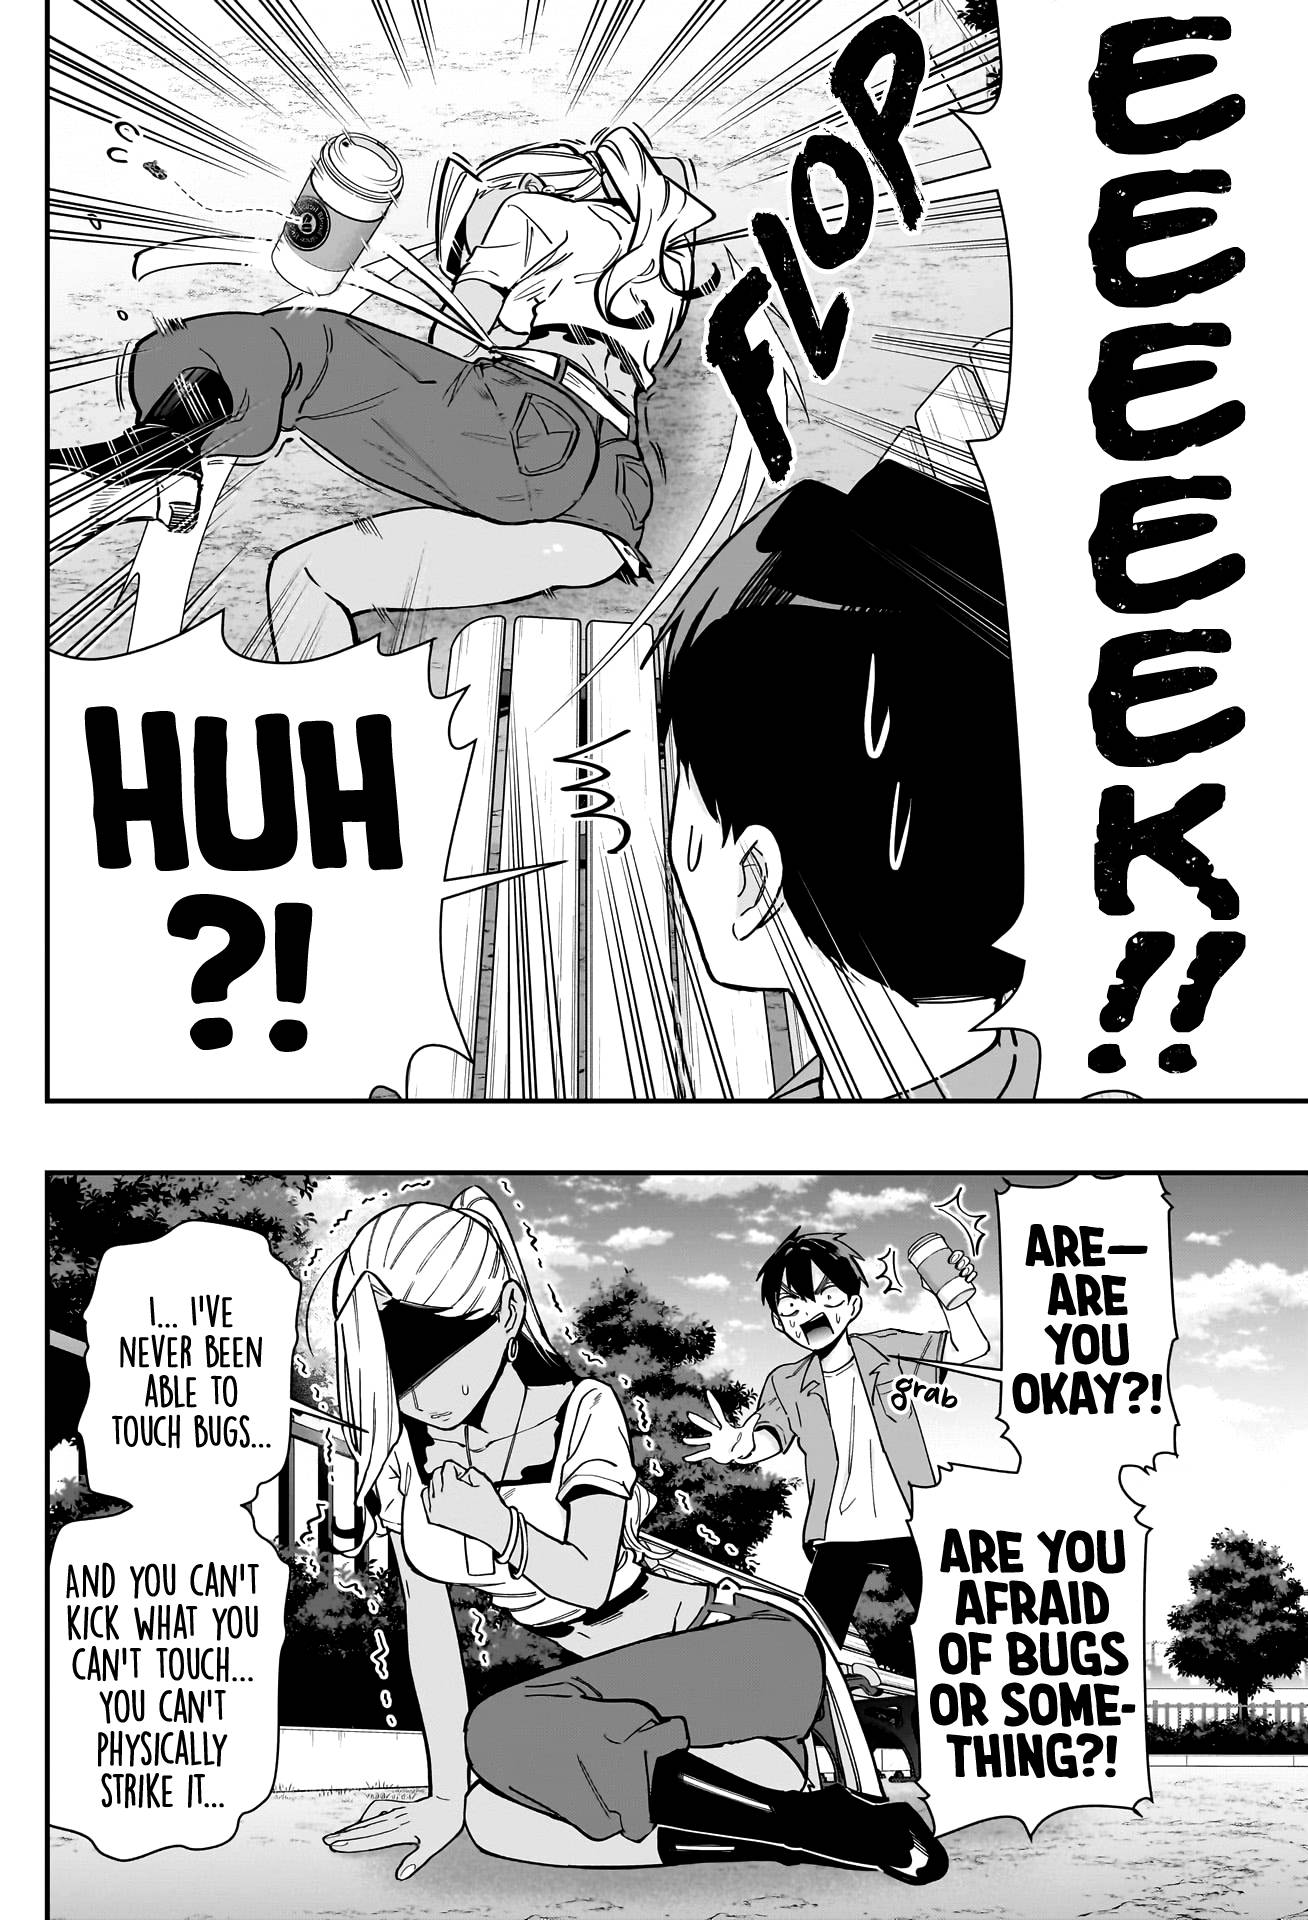 EEEEEK!!
FLOP
HUH
?!
ARE—
ARE
YOU
OKAY?!
grab
ARE YOU
AFRAID
OF BUGS
OR SOME-
THING?!
I... I'VE
NEVER BEEN
ABLE TO
TOUCH BUGS...
AND YOU CAN'T
KICK WHAT YOU
CAN'T TOUCH...
YOU CAN'T
PHYSICALLY
STRIKE IT...